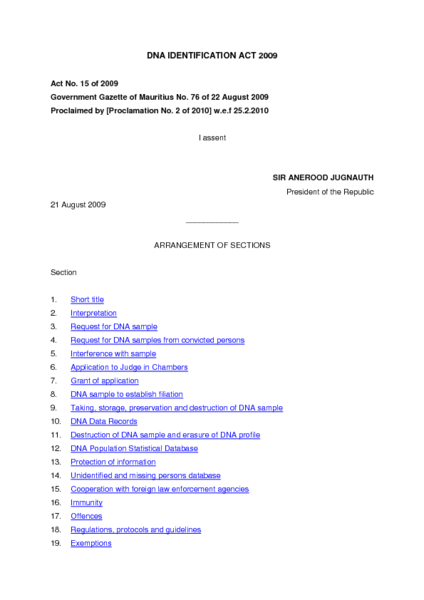 DNA IDENTIFICATION ACT 2009
Act No. 15 of 2009
Government Gazette of Mauritius No. 76 of 22 August 2009
Proclaimed by [Proclamation No. 2 of 2010] w.e.f 25.2.2010
I assent
SIR ANEROOD JUGNAUTH
President of the Republic
21 August 2009
ARRANGEMENT OF SECTIONS
Section
1. Short title
2. Interpretation
3. Request for DNA sample
4. Request for DNA samples from convicted persons
5. Interference with sample
6. Application to Judge in Chambers
7. Grant of application
8. DNA sample to establish filiation
9. Taking, storage, preservation and destruction of DNA sample
10. DNA Data Records
11. Destruction of DNA sample and erasure of DNA profile
12. DNA Population Statistical Database
13. Protection of information
14. Unidentified and missing persons database
15. Cooperation with foreign law enforcement agencies
16. Immunity
17. Offences
18. Regulations, protocols and guidelines
19. Exemptions